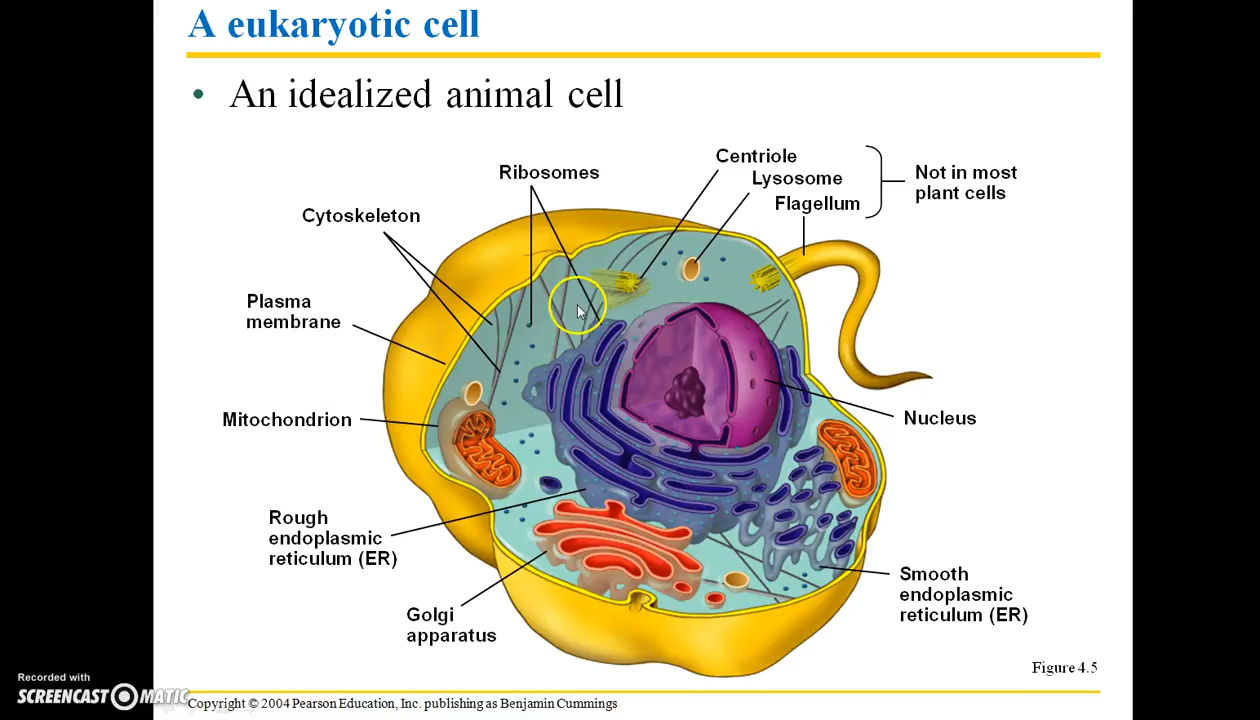 A eukaryotic cell
• An idealized animal cell
Centriole
Lysosome
Flagellum
Not in most
plant cells
Ribosomes
Cytoskeleton
Plasma
membrane
Mitochondrion
Nucleus
Rough
endoplasmic
reticulum (ER)
Smooth
endoplasmic
reticulum (ER)
Golgi
apparatus
Figure 4.5
Recorded with
SCREENCAST MATIC
Copyright © 2004 Pearson Education, Inc. publishing as Benjamin Cummings